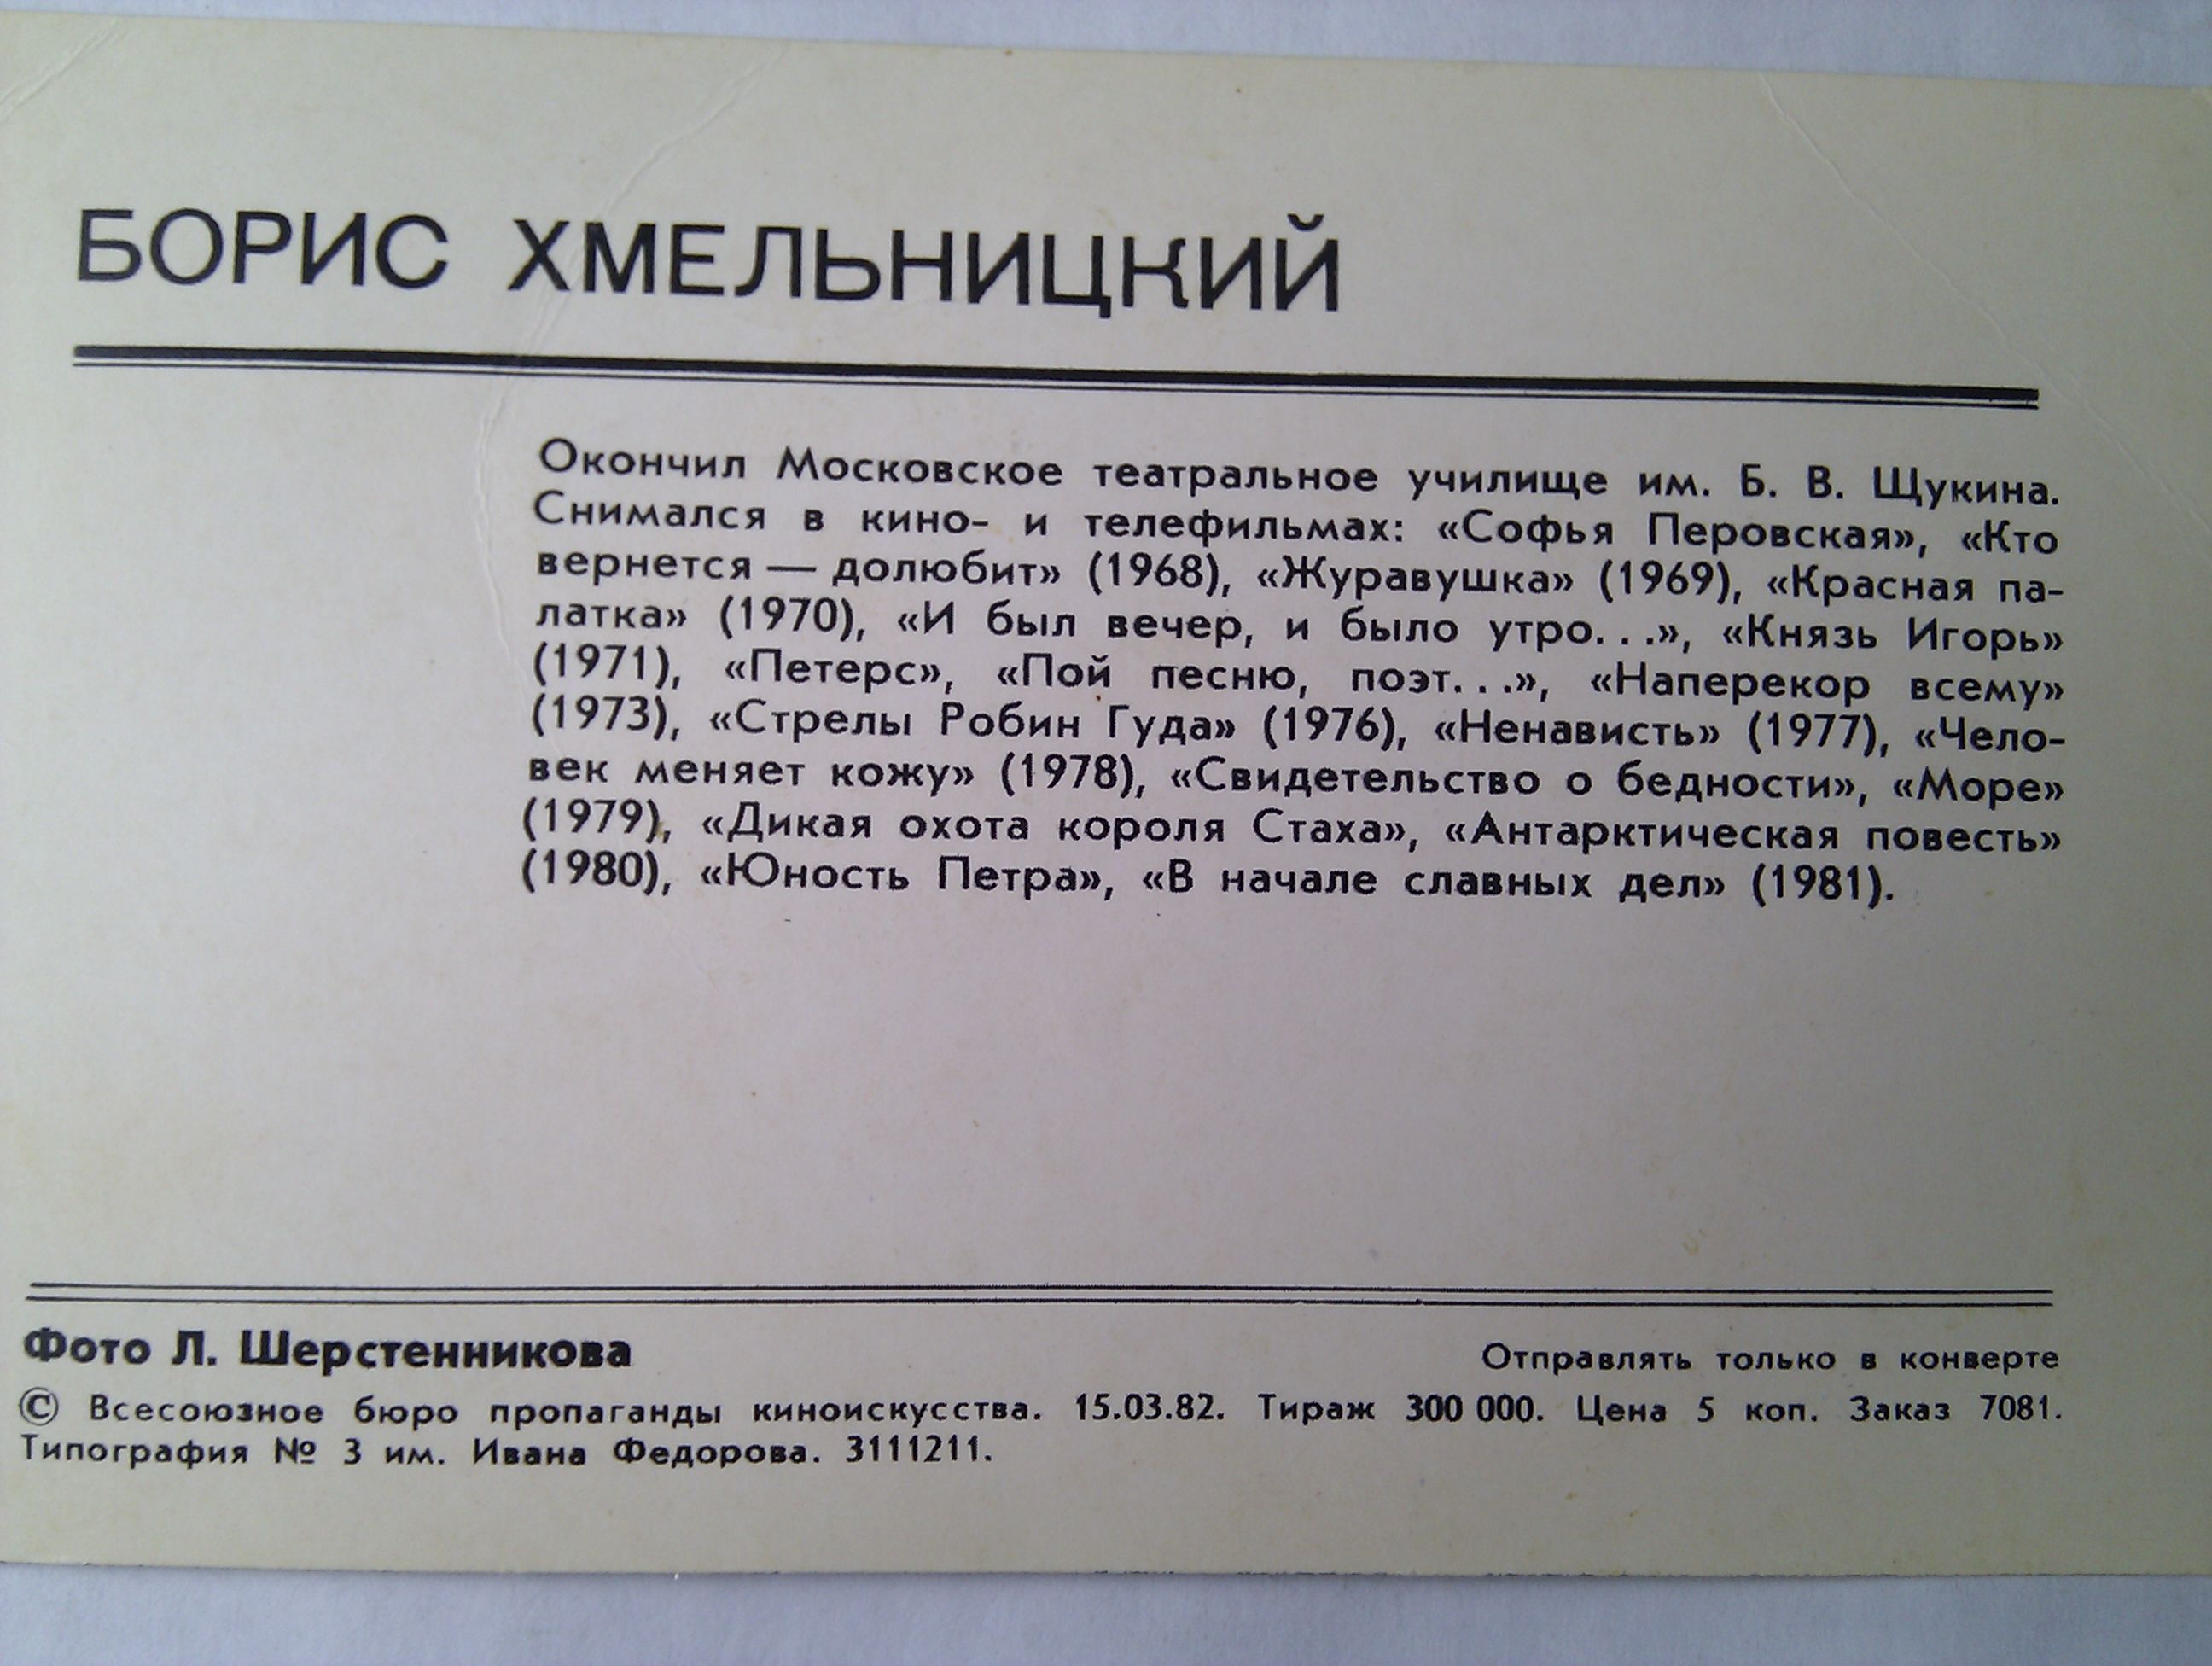 БОРИС ХМЕЛЬНИЦКИЙ
Окончил Московское театральное училище им. Б. В. Щукина.
Снимался в кино- и телефильмах: «Софья Перовская», «Кто
вернется — долюбит» (1968), «Журавушка» (1969), «Красная па-
латка» (1970), «И был вечер, и было утро...», «Князь Игорь»
(1971), «Петерс», «Пой песню, поэт...», «Наперекор всему»
(1973), «Стрелы Робин Гуда» (1976), «Ненависть» (1977), «Чело-
век меняет кожу» (1978), «Свидетельство о бедности», «Море»
(1979), «Дикая охота короля Стаха», «Антарктическая повесть»
(1980), «Юность Петра», «В начале славных дел» (1981).
Фото Л. Шерстенникова
Отправлять только в конверте
© Всесоюзное бюро пропаганды киноискусства. 15.03.82. Тираж 300 000. Цена 5 коп. Заказ 7081.
Типография № 3 им. Ивана Федорова. 3111211.